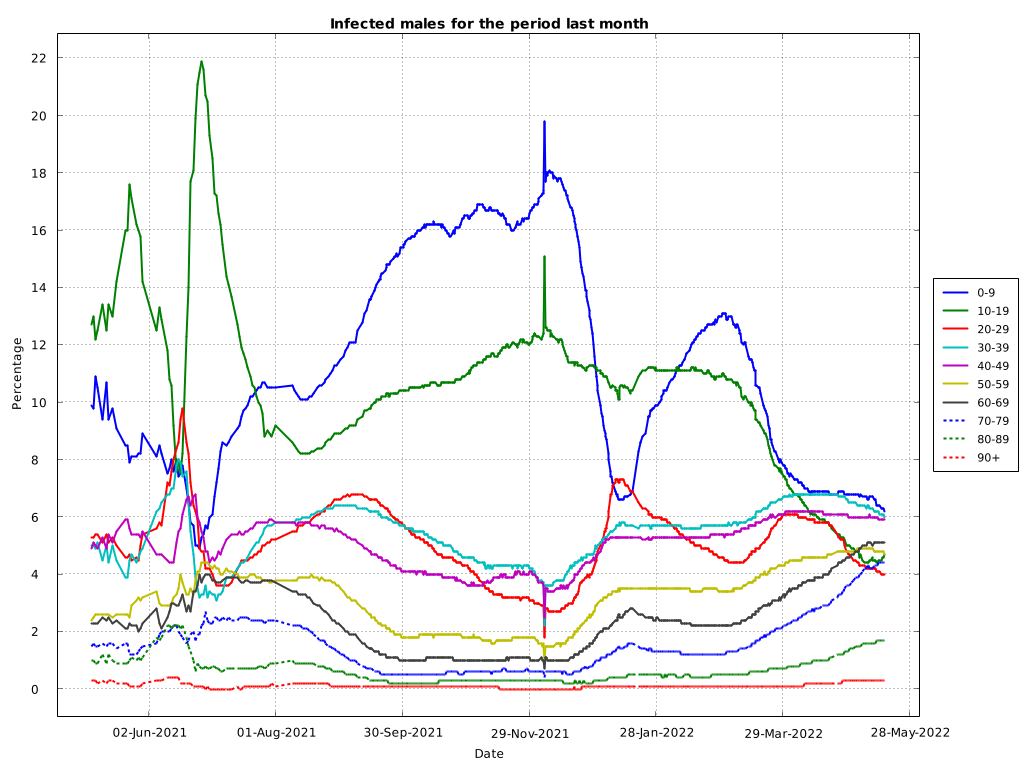 Infected males for the period last month
Percentage
22
20
18
16
14
12
10
8
6
4
2
0
02-Jun-2021
01-Aug-2021
30-Sep-2021
29-Nov-2021
28-Jan-2022
29-Mar-2022
28-May-2022
Date
0-9
10-19
20-29
30-39
40-49
50-59
60-69
70-79
80-89
90+